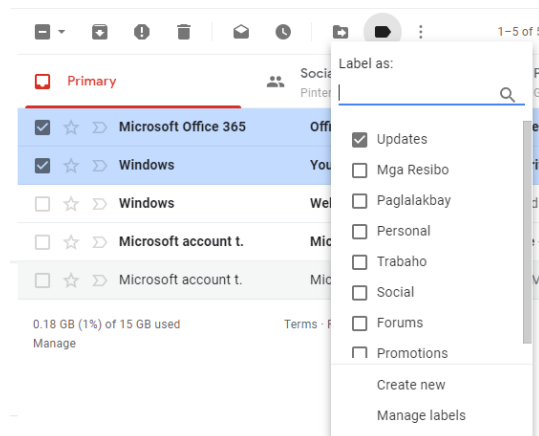 1–5 of
Primary
Socia
Pinter
Label as:
Microsoft Office 365
Offi
Windows
You
Windows
Wel
Microsoft account t.
Mic
Microsoft account t.
Mic
Updates
Mga Resibo
Paglalakbay
Personal
Trabaho
Social
Forums
Promotions
Create new
Manage labels
0.18 GB (1%) of 15 GB used
Manage
Terms ·